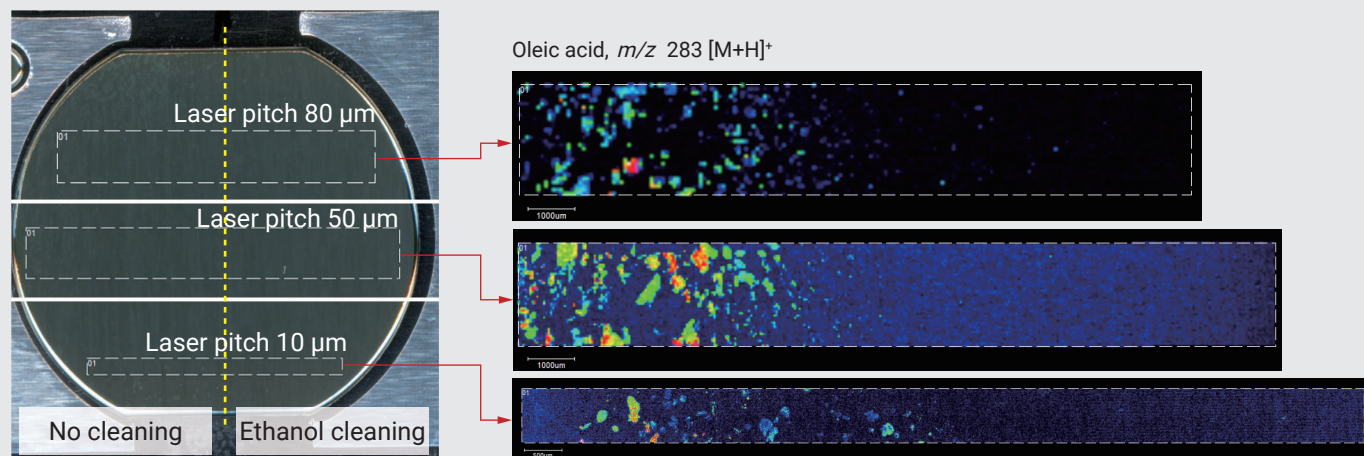 Oleic acid, m/z 283 [M+H]⁺
Laser pitch 80 µm
01
Laser pitch 50 µm
01
Laser pitch 10 µm
01
No cleaning
Ethanol cleaning
01
1000um
01
1000um
01
500um